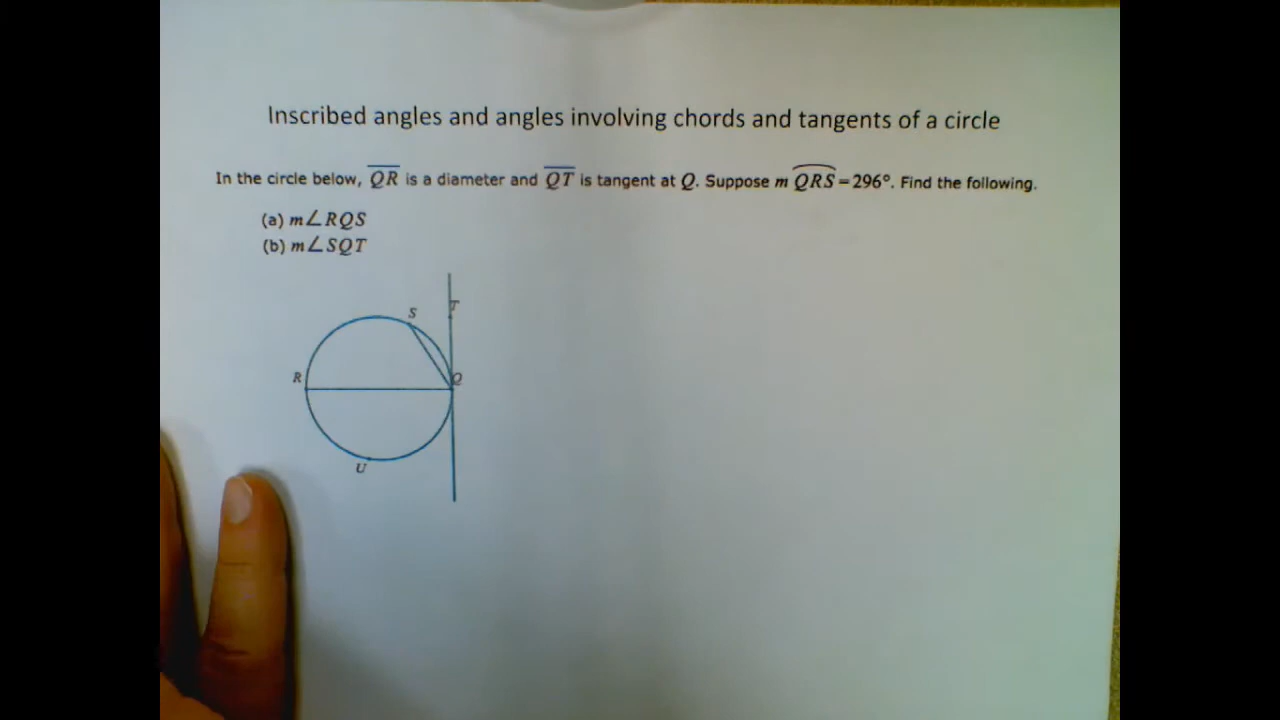 Inscribed angles and angles involving chords and tangents of a circle
In the circle below, QR is a diameter and QT is tangent at Q. Suppose m QRS=296°. Find the following.
(a) m∠RQS
(b) m∠SQT
S
T
R
Q
U